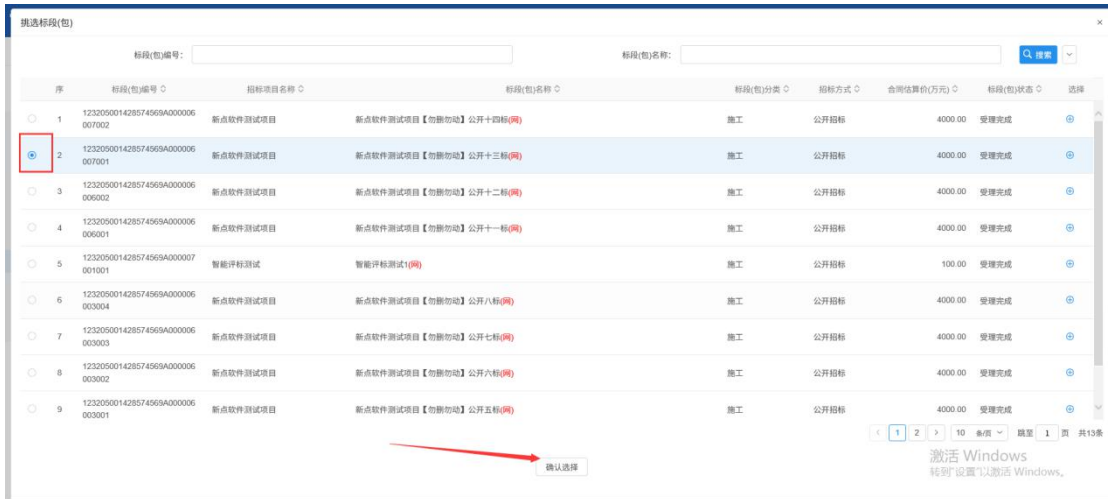 挑选标段(包)
×
标段(包)编号:
标段(包)名称:
搜索
序 标段(包)编号 招标项目名称 标段(包)名称 标段(包)分类 招标方式 合同估算价(万元) 标段(包)状态 选择
1 123205001428574569A000006 新点软件测试项目 新点软件测试项目【勿删勿动】公开十四标(网) 施工 公开招标 4000.00 受理完成
007002
2 123205001428574569A000006 新点软件测试项目 新点软件测试项目【勿删勿动】公开十三标(网) 施工 公开招标 4000.00 受理完成
007001
3 123205001428574569A000006 新点软件测试项目 新点软件测试项目【勿删勿动】公开十二标(网) 施工 公开招标 4000.00 受理完成
006002
4 123205001428574569A000006 新点软件测试项目 新点软件测试项目【勿删勿动】公开十一标(网) 施工 公开招标 4000.00 受理完成
006001
5 123205001428574569A000007 智能评标测试 智能评标测试1(网) 施工 公开招标 100.00 受理完成
001001
6 123205001428574569A000006 新点软件测试项目 新点软件测试项目【勿删勿动】公开八标(网) 施工 公开招标 4000.00 受理完成
003004
7 123205001428574569A000006 新点软件测试项目 新点软件测试项目【勿删勿动】公开七标(网) 施工 公开招标 4000.00 受理完成
003003
8 123205001428574569A000006 新点软件测试项目 新点软件测试项目【勿删勿动】公开六标(网) 施工 公开招标 4000.00 受理完成
003002
9 123205001428574569A000006 新点软件测试项目 新点软件测试项目【勿删勿动】公开五标(网) 施工 公开招标 4000.00 受理完成
003001
< 1 2 > 10 条/页 跳至 1 页 共13条
确认选择
激活 Windows
转到"设置"以激活 Windows。